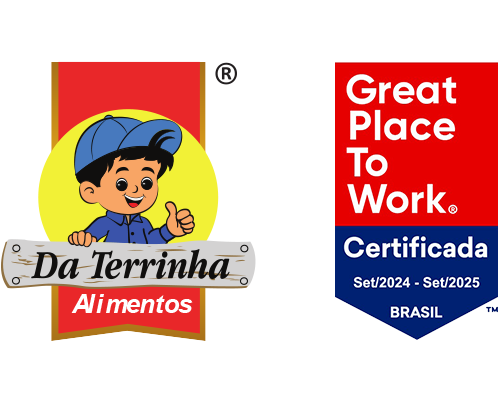 ®
Da Terrinha
Alimentos
Great
Place
To
Work®
Certificada
Set/2024 - Set/2025
BRASIL
TM